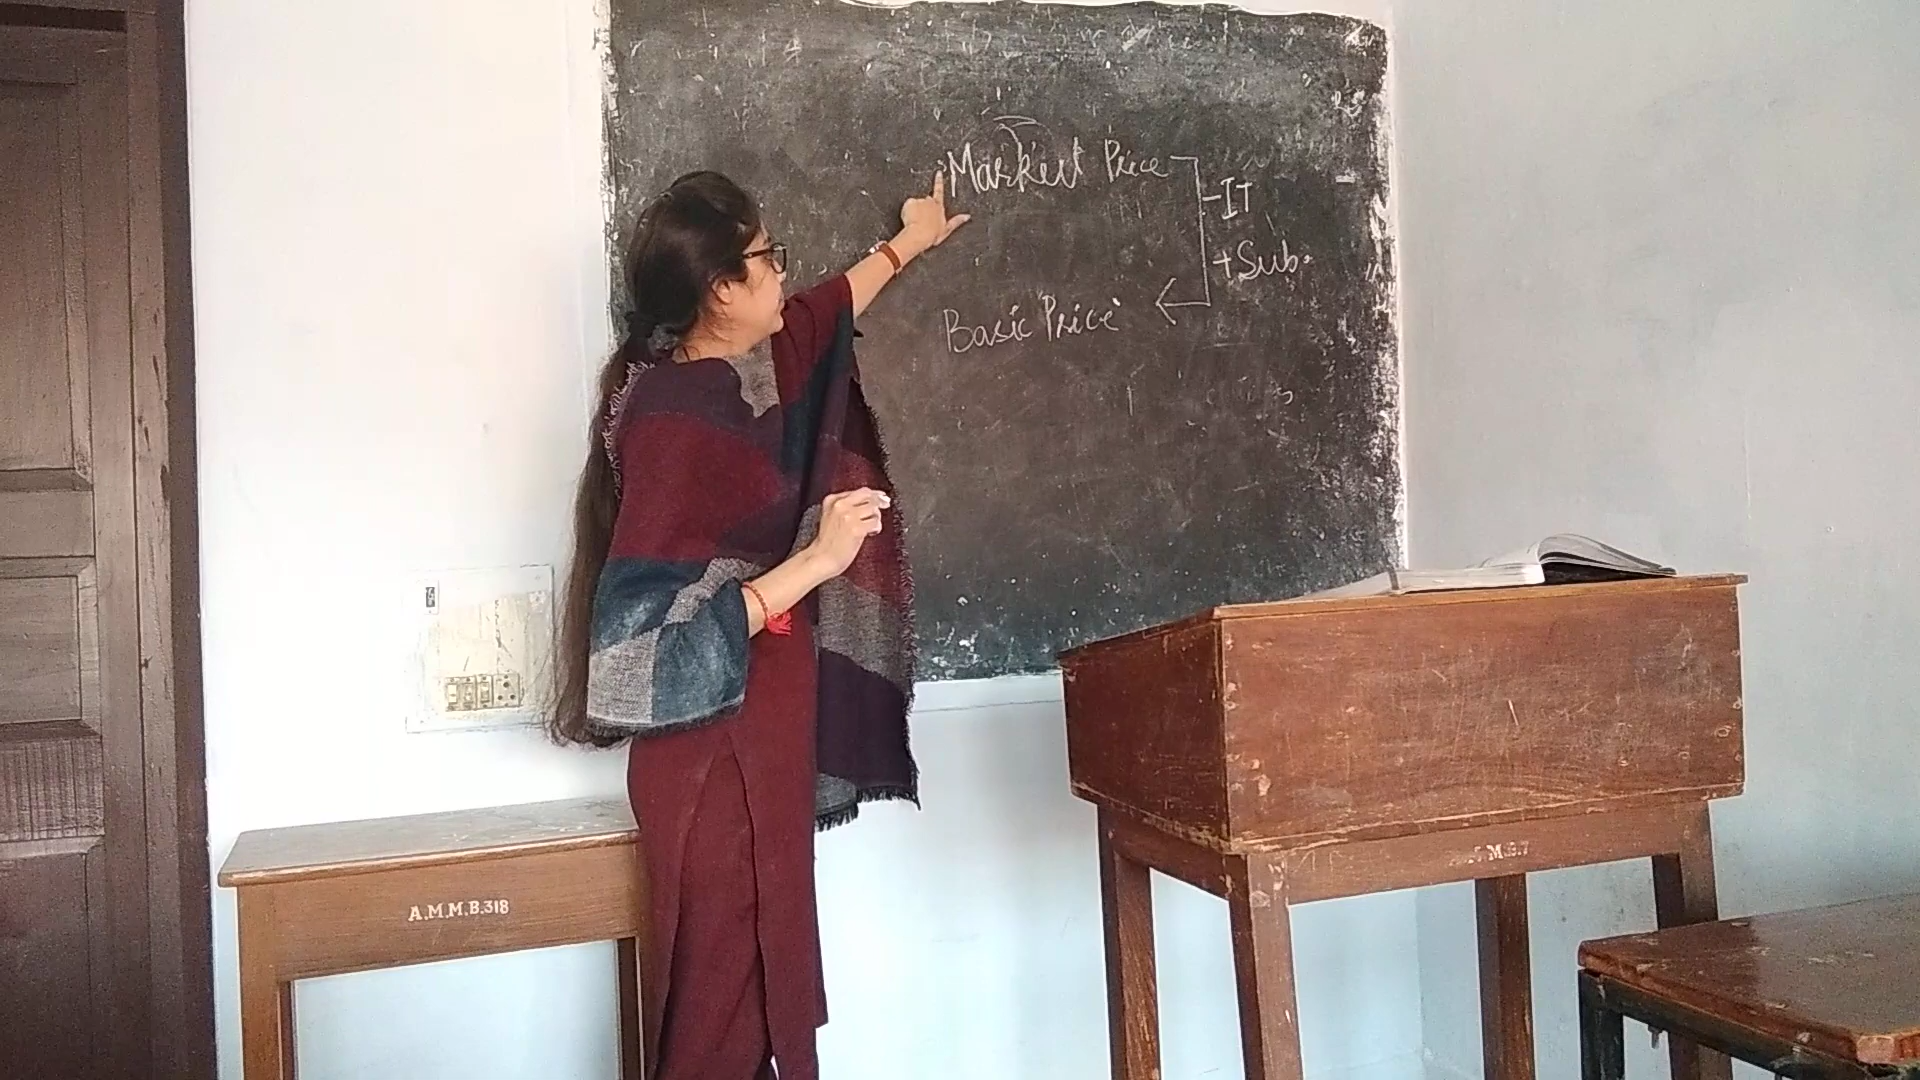 Market Price
-IT
+Sub.
Basic Price
A.M.M.B.318